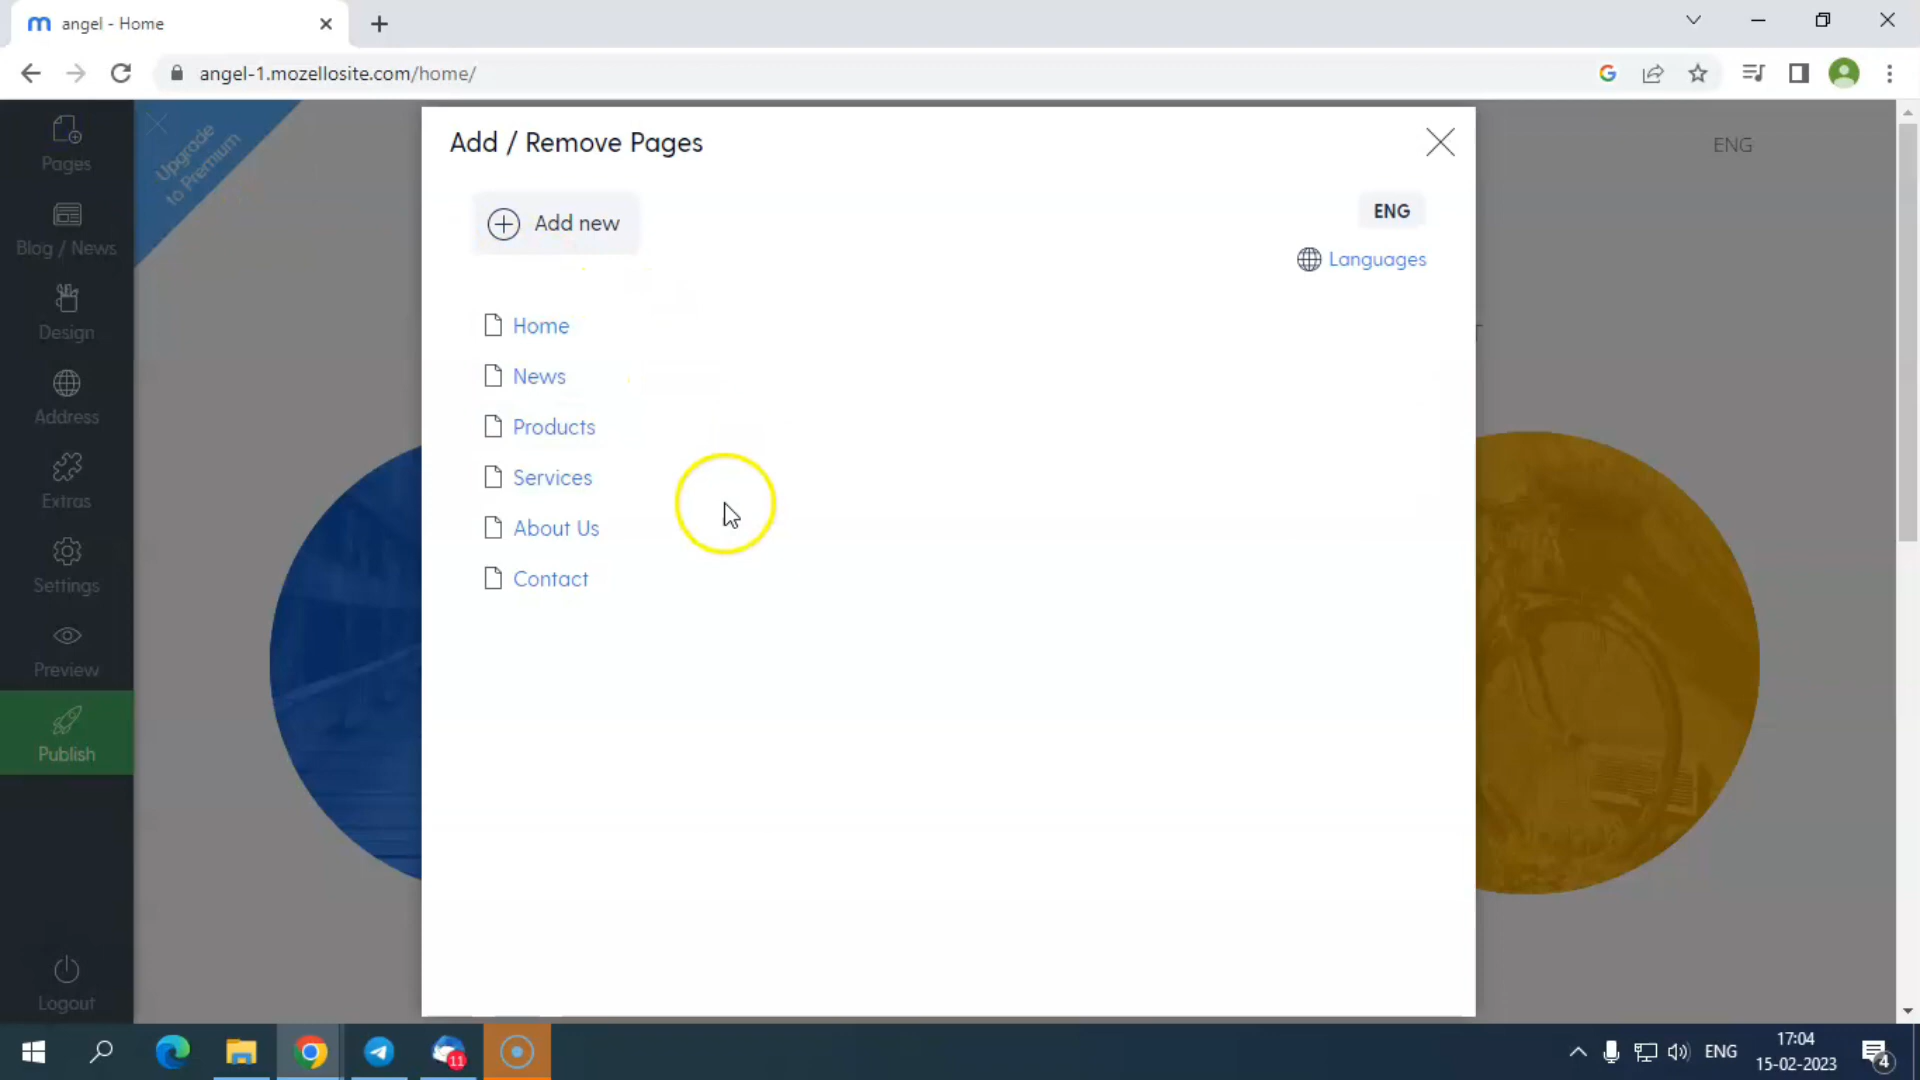 angel - Home
angel-1.mozellosite.com/home/
Pages
Blog / News
Design
Address
Extras
Settings
Preview
Publish
Logout
Upgrade
to Premium
Add / Remove Pages
Add new
ENG
Languages
Home
News
Products
Services
About Us
Contact
ENG
11
ENG
17:04
15-02-2023
4